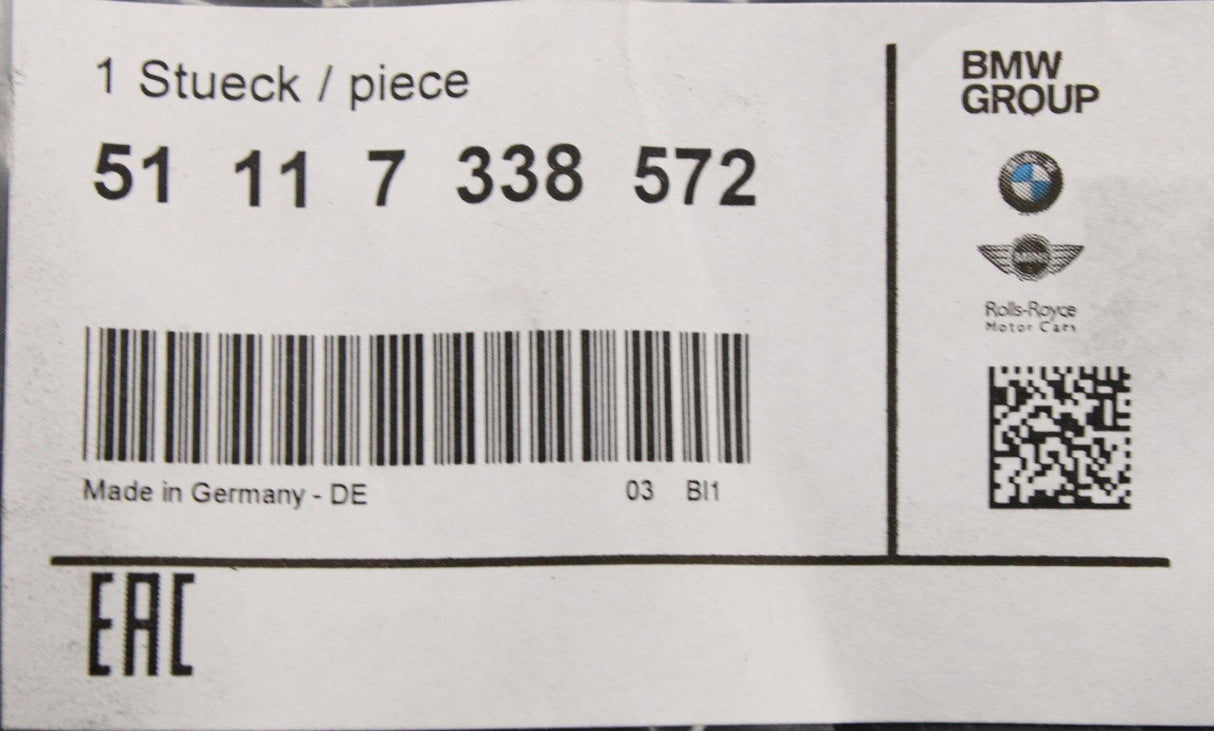 1 Stueck / piece
51 11 7 338 572
Made in Germany - DE
03 BI1
BMW
GROUP
MINI
Rolls-Royce
Motor Cars
EAC